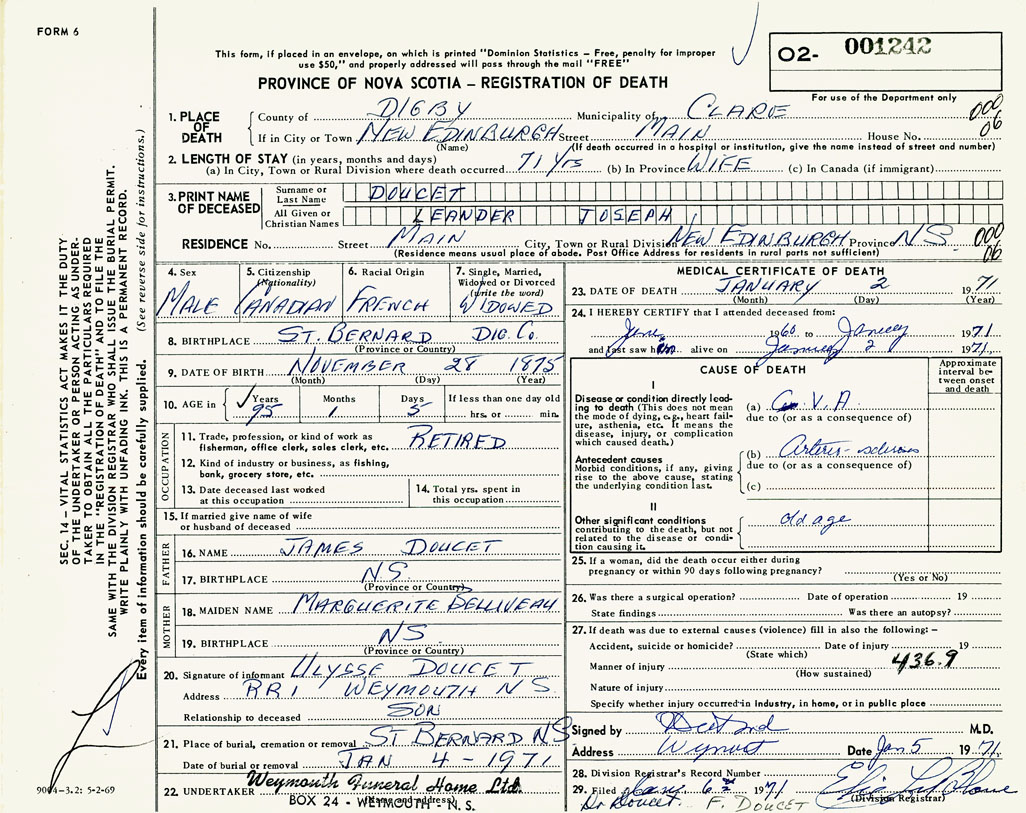 FORM 6
This form, if placed in an envelope, on which is printed "Dominion Statistics – Free, penalty for improper
use $50," and properly addressed will pass through the mail "FREE"
O2- 001242
PROVINCE OF NOVA SCOTIA – REGISTRATION OF DEATH
For use of the Department only
1. PLACE OF DEATH
County of DIGBY Municipality of CLARE 000
If in City or Town NEW EDINBURGH Street MAIN House No. 06
(Name) (If death occurred in a hospital or institution, give the name instead of street and number)
2. LENGTH OF STAY (in years, months and days)
(a) In City, Town or Rural Division where death occurred 71 yrs (b) In Province WIFE (c) In Canada (if immigrant)
3. PRINT NAME OF DECEASED
Surname or Last Name DOUCET
All Given or Christian Names LEANDER JOSEPH
RESIDENCE No. Street MAIN City, Town or Rural Division NEW EDINBURGH Province NS 000
(Residence means usual place of abode. Post Office Address for residents in rural parts not sufficient) 06
4. Sex MALE
5. Citizenship (Nationality) CANADIAN
6. Racial Origin FRENCH
7. Single, Married, Widowed or Divorced (write the word) WIDOWED
8. BIRTHPLACE ST. BERNARD DIG. CO.
(Province or Country)
9. DATE OF BIRTH NOVEMBER 28 1875
(Month) (Day) (Year)
10. AGE in Years 95 Months 1 Days 5 If less than one day old hrs. or min.
OCCUPATION
11. Trade, profession, or kind of work as
fisherman, office clerk, sales clerk, etc. RETIRED
12. Kind of industry or business, as fishing,
bank, grocery store, etc.
13. Date deceased last worked
at this occupation
14. Total yrs. spent in
this occupation
15. If married give name of wife
or husband of deceased
FATHER
16. NAME JAMES DOUCET
17. BIRTHPLACE N.S.
(Province or Country)
MOTHER
18. MAIDEN NAME MARGUERITE BELLIVEAU
19. BIRTHPLACE NS
(Province or Country)
20. Signature of informant ULYSSE DOUCET
Address RR1 WEYMOUTH N S.
Relationship to deceased SON
21. Place of burial, cremation or removal ST BERNARD NS
Date of burial or removal JAN 4 - 1971
22. UNDERTAKER Weymouth Funeral Home Ltd.
(Name and address)
BOX 24 - WEYMOUTH - N.S.
MEDICAL CERTIFICATE OF DEATH
23. DATE OF DEATH JANUARY 2 1971
(Month) (Day) (Year)
24. I HEREBY CERTIFY that I attended deceased from:
June 1960 to January 1971
and last saw him alive on January 2 1971
CAUSE OF DEATH
Approximate interval between onset and death
I
Disease or condition directly leading to death (This does not mean the mode of dying, e.g., heart failure, asthenia, etc. It means the disease, injury, or complication which caused death.)
(a) C.V.A.
due to (or as a consequence of)
Antecedent causes
Morbid conditions, if any, giving rise to the above cause, stating the underlying condition last.
(b) Arterio-sclerosis
due to (or as a consequence of)
(c)
II
Other significant conditions
contributing to the death, but not related to the disease or condition causing it.
old age
25. If a woman, did the death occur either during
pregnancy or within 90 days following pregnancy?
(Yes or No)
26. Was there a surgical operation? Date of operation 19
State findings Was there an autopsy?
27. If death was due to external causes (violence) fill in also the following: –
Accident, suicide or homicide? Date of injury 19
(State which) 436.9
Manner of injury
(How sustained)
Nature of injury
Specify whether injury occurred in industry, in home, or in public place
Signed by M.D.
Address Date Jan 5 1971
28. Division Registrar's Record Number
29. Filed Jan 6 1971
(Division Registrar)
Dr Doucet. F. DOUCET
SEC. 14 – VITAL STATISTICS ACT MAKES IT THE DUTY
OF THE UNDERTAKER OR PERSON ACTING AS UNDER-
TAKER TO OBTAIN ALL THE PARTICULARS REQUIRED
IN THE "REGISTRATION OF DEATH" AND TO FILE THE
SAME WITH THE DIVISION REGISTRAR WHO SHALL ISSUE THE BURIAL PERMIT.
WRITE PLAINLY WITH UNFADING INK. THIS IS A PERMANENT RECORD.
Every item of information should be carefully supplied. (See reverse side for instructions.)
9004-3.2: 5-2-69